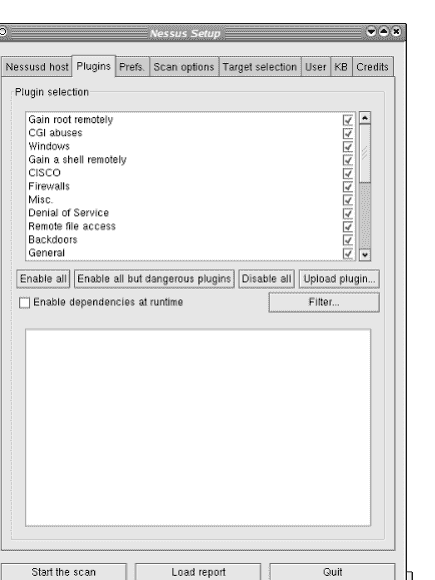 Nessus Setup
Nessusd host Plugins Prefs. Scan options Target selection User KB Credits
Plugin selection
Gain root remotely
CGI abuses
Windows
Gain a shell remotely
CISCO
Firewalls
Misc.
Denial of Service
Remote file access
Backdoors
General
Enable all Enable all but dangerous plugins Disable all Upload plugin...
Enable dependencies at runtime Filter...
Start the scan Load report Quit